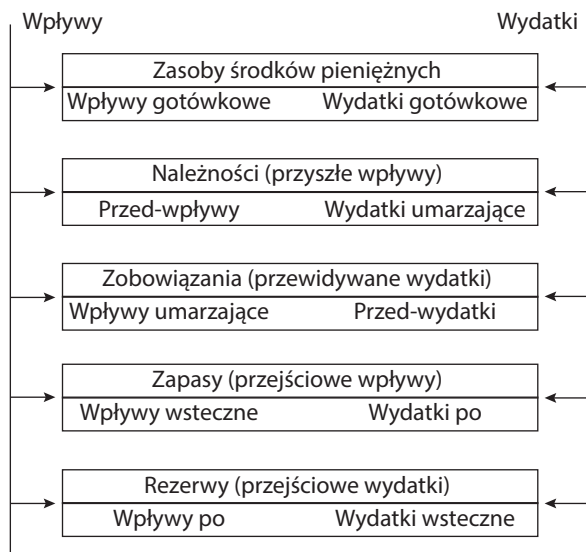 Wpływy Wydatki
Zasoby środków pieniężnych
Wpływy gotówkowe Wydatki gotówkowe
Należności (przyszłe wpływy)
Przed-wpływy Wydatki umarzające
Zobowiązania (przewidywane wydatki)
Wpływy umarzające Przed-wydatki
Zapasy (przejściowe wpływy)
Wpływy wsteczne Wydatki po
Rezerwy (przejściowe wydatki)
Wpływy po Wydatki wsteczne